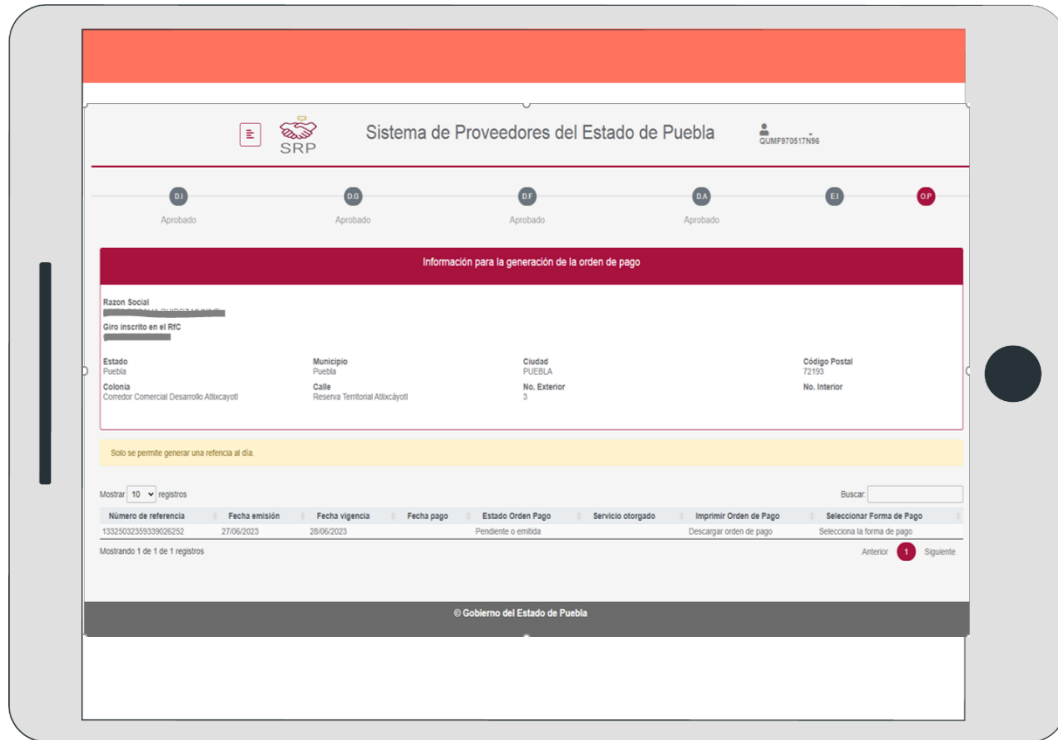 Sistema de Proveedores del Estado de Puebla
SRP
QUMF970517N96
D.I D.G D.F D.A E.I O.P
Aprobado Aprobado Aprobado Aprobado
Información para la generación de la orden de pago
Razon Social
Giro inscrito en el RfC
Estado Municipio Ciudad Código Postal
Puebla Puebla PUEBLA 72193
Colonia Calle No. Exterior No. Interior
Corredor Comercial Desarrollo Atlixcayotl Reserva Territorial Atlixcáyotl 3
Solo se permite generar una refencia al día.
Mostrar 10 registros Buscar:
Número de referencia Fecha emisión Fecha vigencia Fecha pago Estado Orden Pago Servicio otorgado Imprimir Orden de Pago Seleccionar Forma de Pago
13325032359339026252 27/06/2023 28/06/2023 Pendiente o emitida Descargar orden de pago Selecciona la forma de pago
Mostrando 1 de 1 de 1 registros Anterior 1 Siguiente
© Gobierno del Estado de Puebla